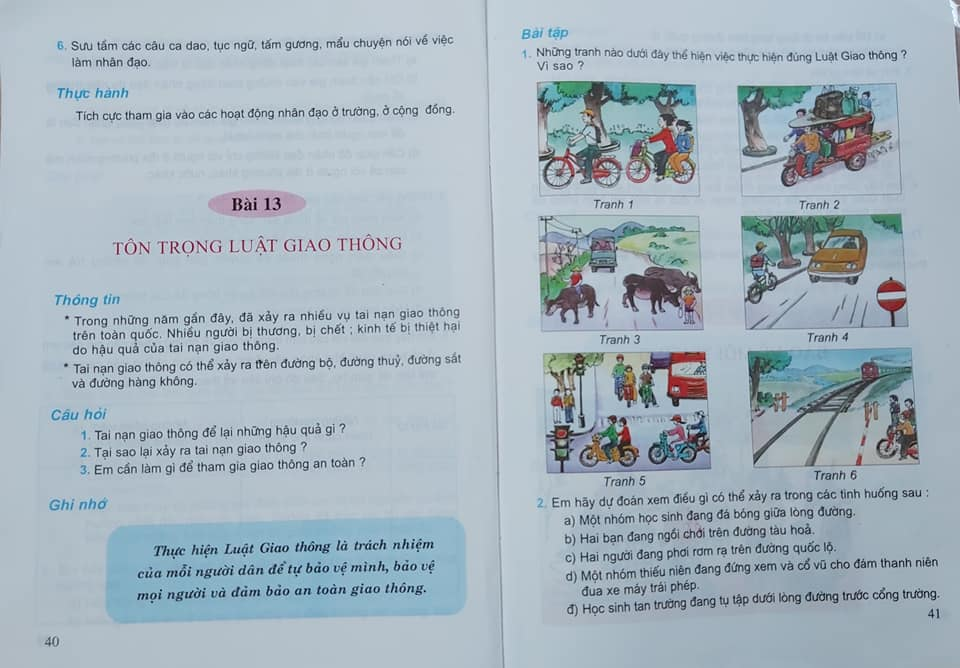 6. Sưu tầm các câu ca dao, tục ngữ, tấm gương, mẩu chuyện nói về việc
làm nhân đạo.
Thực hành
Tích cực tham gia vào các hoạt động nhân đạo ở trường, ở cộng đồng.
Bài 13
TÔN TRỌNG LUẬT GIAO THÔNG
Thông tin
* Trong những năm gần đây, đã xảy ra nhiều vụ tai nạn giao thông
trên toàn quốc. Nhiều người bị thương, bị chết ; kinh tế bị thiệt hại
do hậu quả của tai nạn giao thông.
* Tai nạn giao thông có thể xảy ra trên đường bộ, đường thuỷ, đường sắt
và đường hàng không.
Câu hỏi
1. Tai nạn giao thông để lại những hậu quả gì ?
2. Tại sao lại xảy ra tai nạn giao thông ?
3. Em cần làm gì để tham gia giao thông an toàn ?
Ghi nhớ
Thực hiện Luật Giao thông là trách nhiệm
của mỗi người dân để tự bảo vệ mình, bảo vệ
mọi người và đảm bảo an toàn giao thông.
40
Bài tập
1. Những tranh nào dưới đây thể hiện việc thực hiện đúng Luật Giao thông ?
Vì sao ?
Tranh 1
Tranh 2
Tranh 3
Tranh 4
Tranh 5
Tranh 6
2. Em hãy dự đoán xem điều gì có thể xảy ra trong các tình huống sau :
a) Một nhóm học sinh đang đá bóng giữa lòng đường.
b) Hai bạn đang ngồi chơi trên đường tàu hoả.
c) Hai người đang phơi rơm rạ trên đường quốc lộ.
d) Một nhóm thiếu niên đang đứng xem và cổ vũ cho đám thanh niên
đua xe máy trái phép.
đ) Học sinh tan trường đang tụ tập dưới lòng đường trước cổng trường.
41